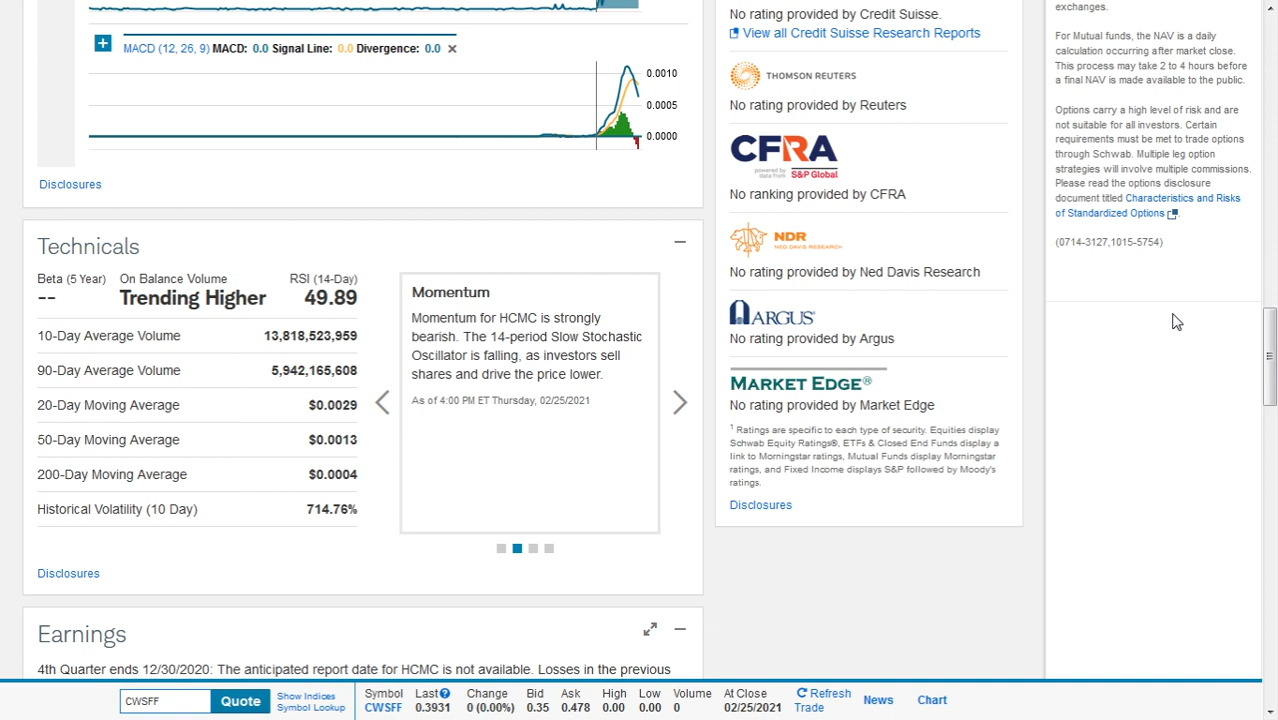 MACD (12, 26, 9) MACD: 0.0 Signal Line: 0.0 Divergence: 0.0
0.0010
0.0005
0.0000
Disclosures
Technicals
Beta (5 Year) On Balance Volume RSI (14-Day)
-- Trending Higher 49.89
10-Day Average Volume 13,818,523,959
90-Day Average Volume 5,942,165,608
20-Day Moving Average $0.0029
50-Day Moving Average $0.0013
200-Day Moving Average $0.0004
Historical Volatility (10 Day) 714.76%
Disclosures
Momentum
Momentum for HCMC is strongly
bearish. The 14-period Slow Stochastic
Oscillator is falling, as investors sell
shares and drive the price lower.
As of 4:00 PM ET Thursday, 02/25/2021
Earnings
4th Quarter ends 12/30/2020: The anticipated report date for HCMC is not available. Losses in the previous
No rating provided by Credit Suisse.
View all Credit Suisse Research Reports
THOMSON REUTERS
No rating provided by Reuters
CFRA
powered by
data from S&P Global
No ranking provided by CFRA
NDR
NED DAVIS RESEARCH
No rating provided by Ned Davis Research
ARGUS
No rating provided by Argus
MARKET EDGE®
No rating provided by Market Edge
1 Ratings are specific to each type of security. Equities display
Schwab Equity Ratings®, ETFs & Closed End Funds display a
link to Morningstar ratings, Mutual Funds display Morningstar
ratings, and Fixed Income displays S&P followed by Moody's
ratings.
Disclosures
exchanges.
For Mutual funds, the NAV is a daily
calculation occurring after market close.
This process may take 2 to 4 hours before
a final NAV is made available to the public.
Options carry a high level of risk and are
not suitable for all investors. Certain
requirements must be met to trade options
through Schwab. Multiple leg option
strategies will involve multiple commissions.
Please read the options disclosure
document titled Characteristics and Risks
of Standardized Options.
(0714-3127,1015-5754)
CWSFF Quote
Show Indices
Symbol Lookup
Symbol Last Change Bid Ask High Low Volume At Close Refresh
CWSFF 0.3931 0 (0.00%) 0.35 0.478 0.00 0.00 0 02/25/2021 Trade
News Chart